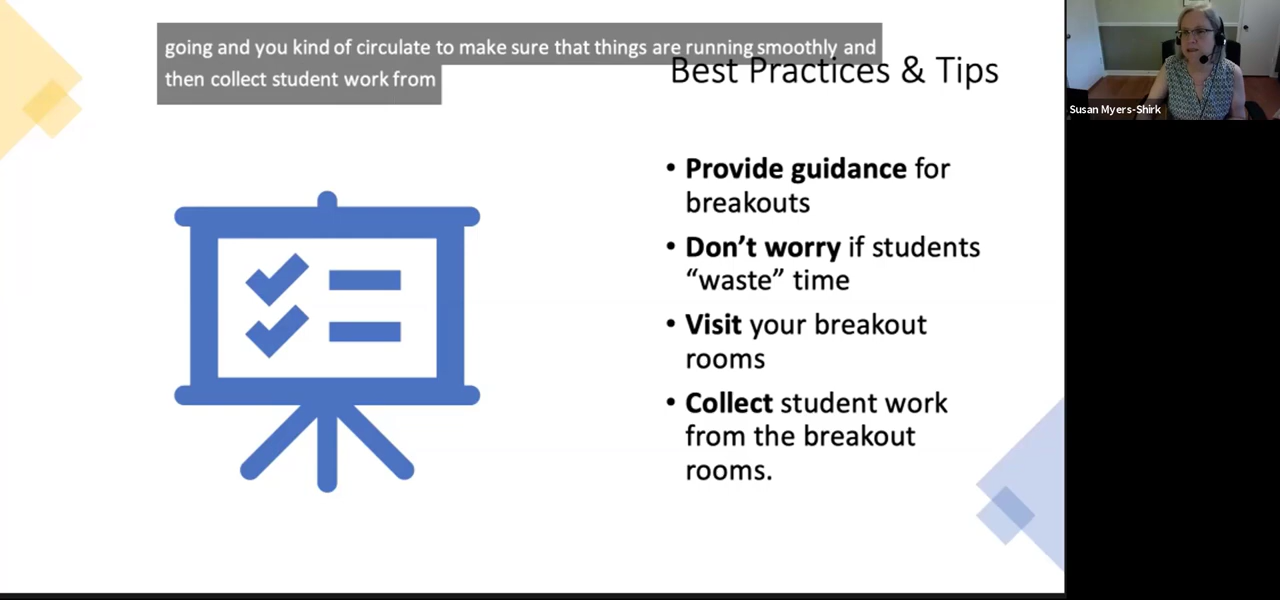 going and you kind of circulate to make sure that things are running smoothly and
then collect student work from
Best Practices & Tips
Susan Myers-Shirk
• Provide guidance for
breakouts
• Don’t worry if students
“waste” time
• Visit your breakout
rooms
• Collect student work
from the breakout
rooms.